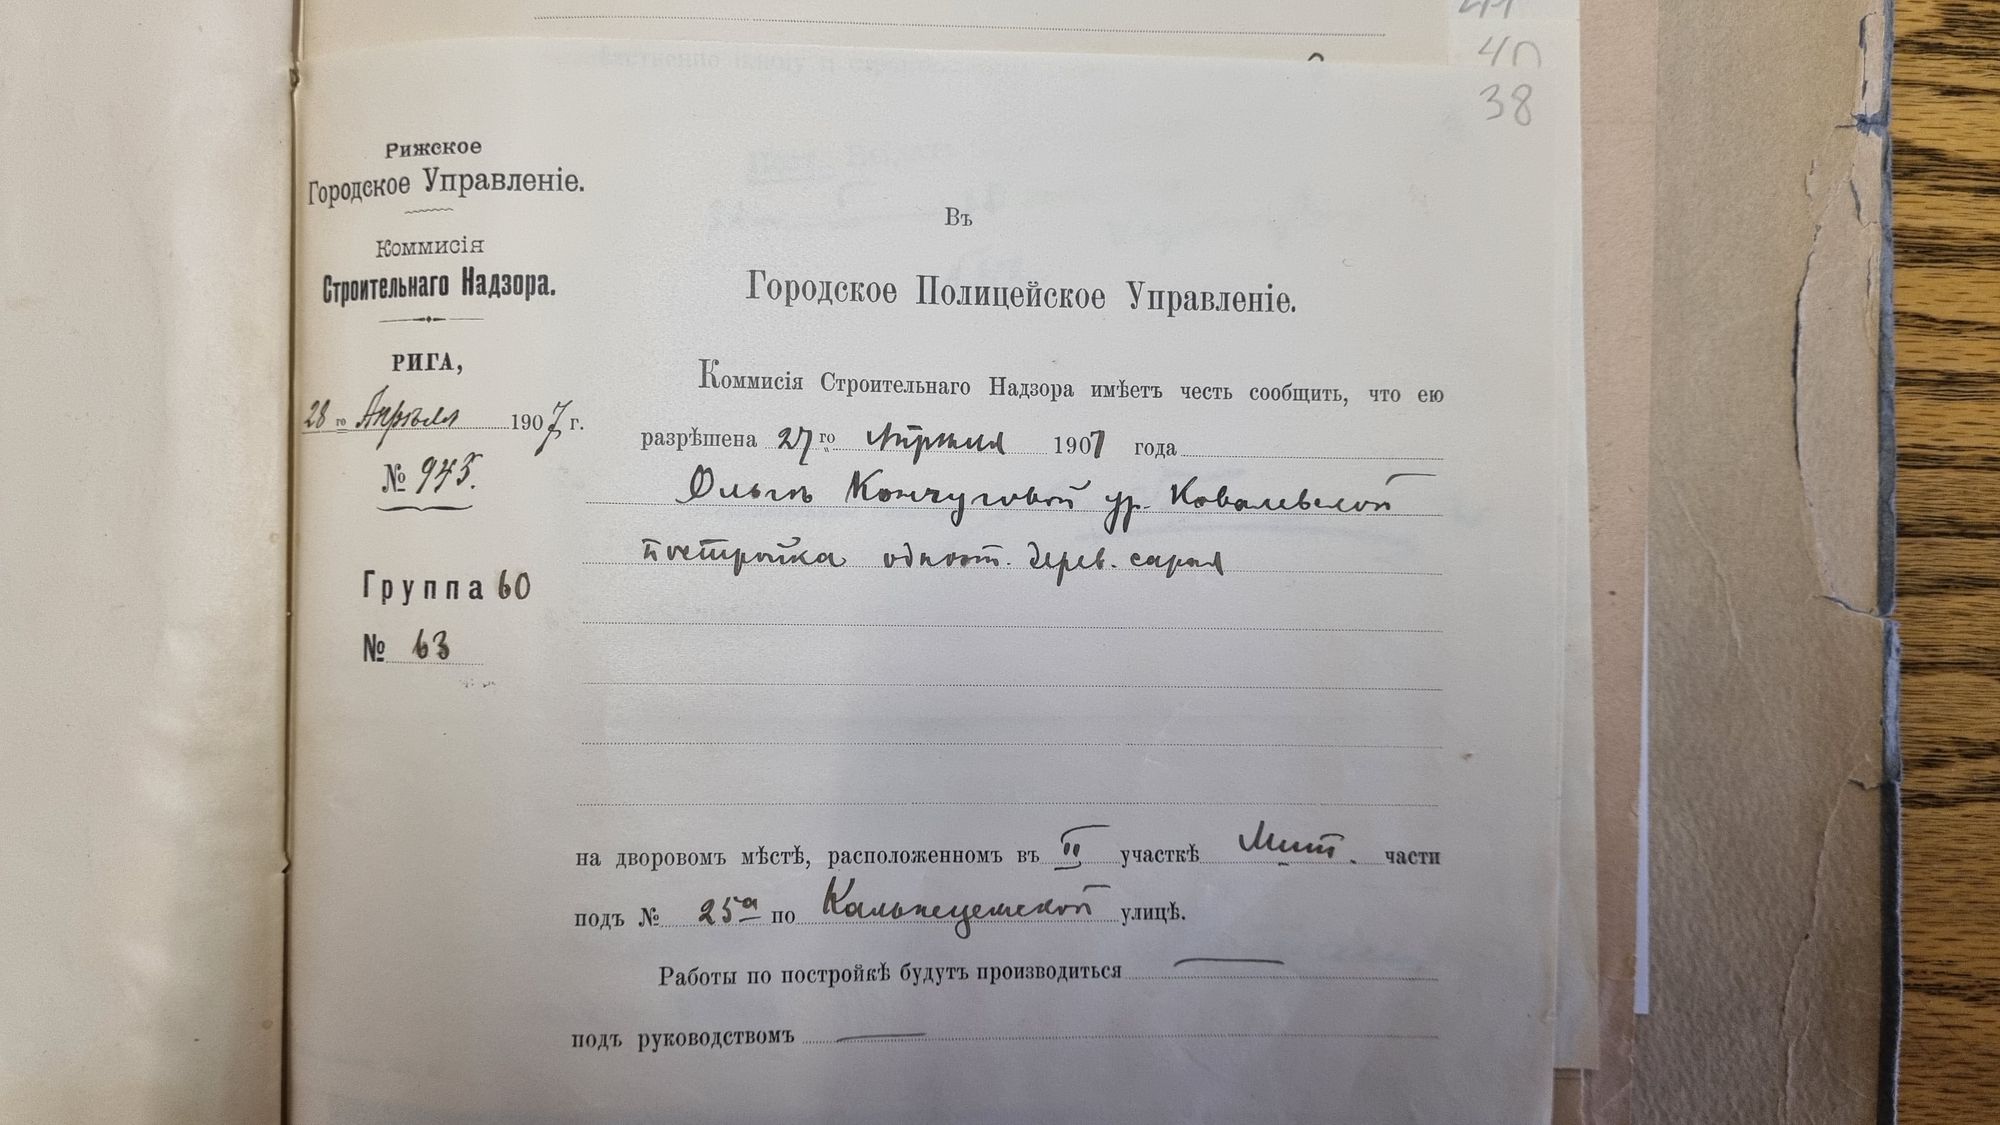 40
38
Рижское
Городское Управленіе.
Коммисія
Строительнаго Надзора.
РИГА,
28 го Апрѣля 1907 г.
№ 943.
Группа 60
№ 63
Въ
Городское Полицейское Управленіе.
Коммисія Строительнаго Надзора имѣетъ честь сообщить, что ею
разрѣшена 27 го Апрѣля 1907 года
Ольгѣ Кончуговой ур. Ковалевской
постройка одноэт. дерев. сарая
на дворовомъ мѣстѣ, расположенномъ въ II участкѣ Мит. части
подъ № 25а по Кальнецемской улицѣ.
Работы по постройкѣ будутъ производиться
подъ руководствомъ